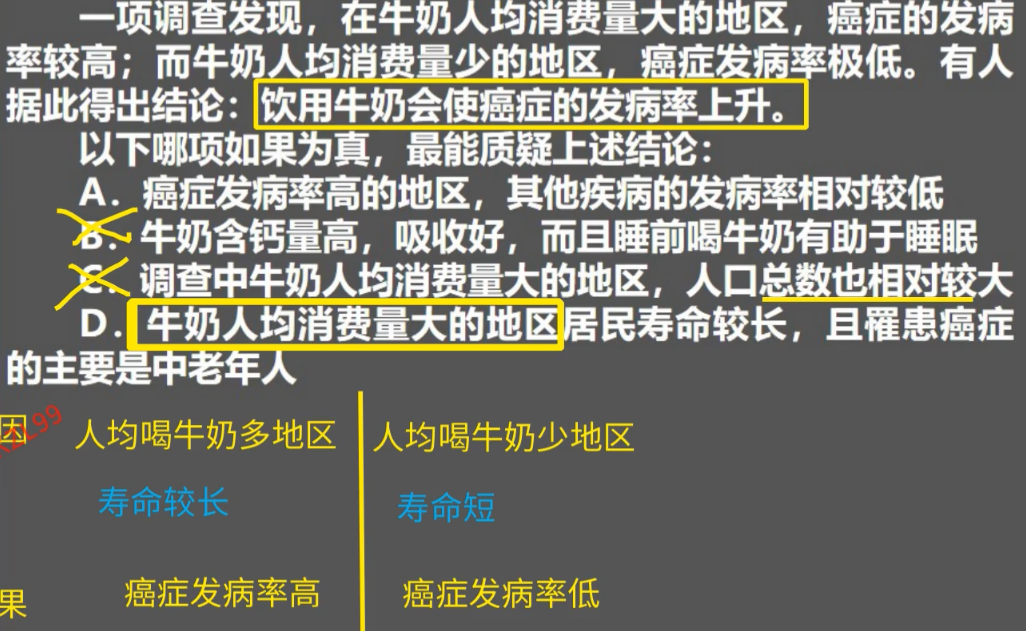 一项调查发现，在牛奶人均消费量大的地区，癌症的发病
率较高；而牛奶人均消费量少的地区，癌症发病率极低。有人
据此得出结论：饮用牛奶会使癌症的发病率上升。
以下哪项如果为真，最能质疑上述结论：
A．癌症发病率高的地区，其他疾病的发病率相对较低
B．牛奶含钙量高，吸收好，而且睡前喝牛奶有助于睡眠
C．调查中牛奶人均消费量大的地区，人口总数也相对较大
D．牛奶人均消费量大的地区居民寿命较长，且罹患癌症
的主要是中老年人
因 人均喝牛奶多地区 人均喝牛奶少地区
寿命较长 寿命短
果 癌症发病率高 癌症发病率低